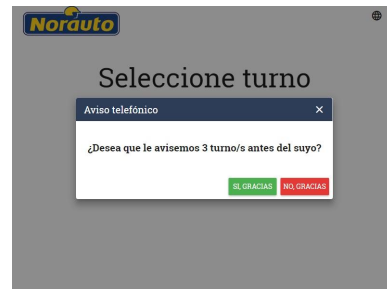 Norauto
Seleccione turno
Aviso telefónico
¿Desea que le avisemos 3 turno/s antes del suyo?
SI, GRACIAS NO, GRACIAS